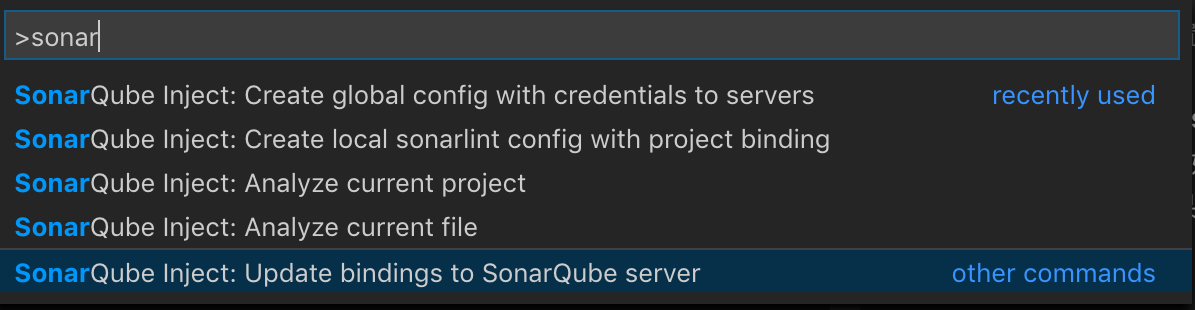 >sonar
SonarQube Inject: Create global config with credentials to servers recently used
SonarQube Inject: Create local sonarlint config with project binding
SonarQube Inject: Analyze current project
SonarQube Inject: Analyze current file
SonarQube Inject: Update bindings to SonarQube server other commands